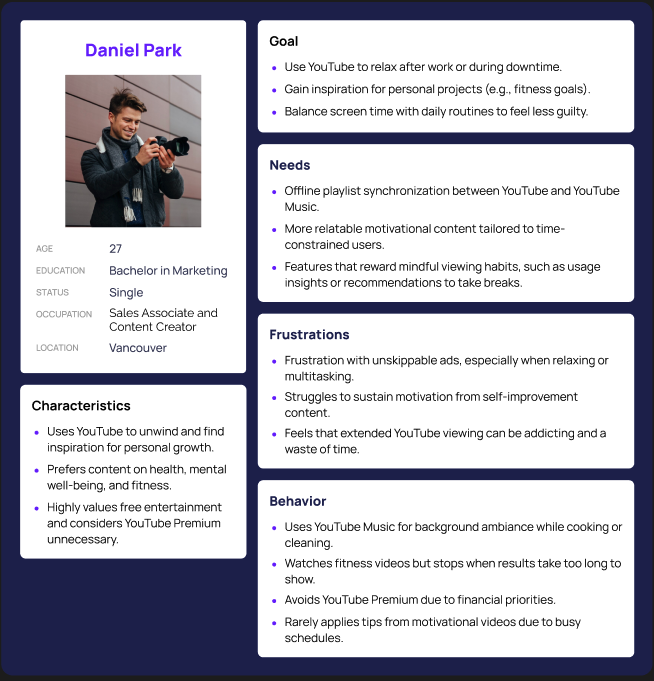 Daniel Park
AGE 27
EDUCATION Bachelor in Marketing
STATUS Single
OCCUPATION Sales Associate and
Content Creator
LOCATION Vancouver
Characteristics
• Uses YouTube to unwind and find
inspiration for personal growth.
• Prefers content on health, mental
well-being, and fitness.
• Highly values free entertainment
and considers YouTube Premium
unnecessary.
Goal
• Use YouTube to relax after work or during downtime.
• Gain inspiration for personal projects (e.g., fitness goals).
• Balance screen time with daily routines to feel less guilty.
Needs
• Offline playlist synchronization between YouTube and YouTube
Music.
• More relatable motivational content tailored to time-
constrained users.
• Features that reward mindful viewing habits, such as usage
insights or recommendations to take breaks.
Frustrations
• Frustration with unskippable ads, especially when relaxing or
multitasking.
• Struggles to sustain motivation from self-improvement
content.
• Feels that extended YouTube viewing can be addicting and a
waste of time.
Behavior
• Uses YouTube Music for background ambiance while cooking or
cleaning.
• Watches fitness videos but stops when results take too long to
show.
• Avoids YouTube Premium due to financial priorities.
• Rarely applies tips from motivational videos due to busy
schedules.